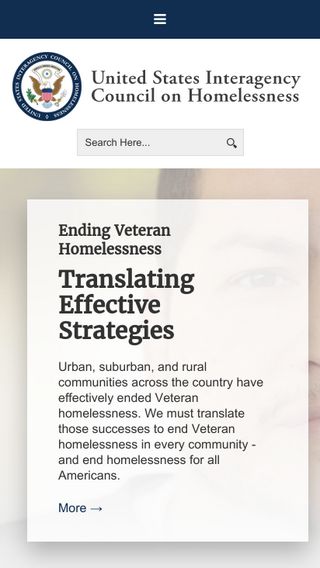 United States Interagency
Council on Homelessness
UNITED STATES INTERAGENCY COUNCIL ON HOMELESSNESS
Search Here...
Ending Veteran
Homelessness
Translating
Effective
Strategies
Urban, suburban, and rural
communities across the country have
effectively ended Veteran
homelessness. We must translate
those successes to end Veteran
homelessness in every community -
and end homelessness for all
Americans.
More →